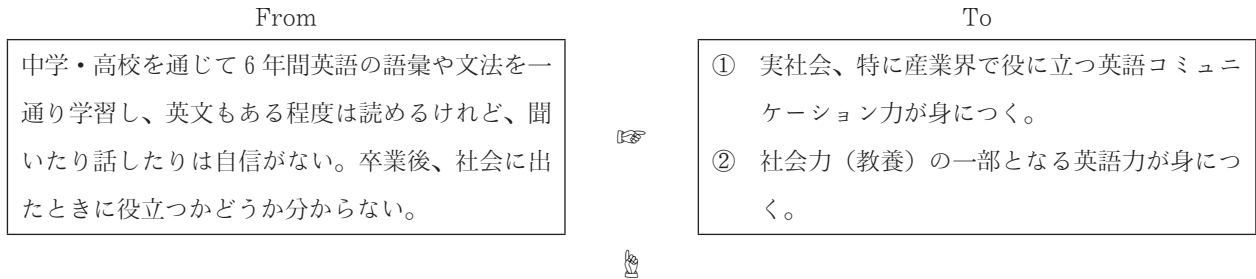 From
To
中学・高校を通じて6年間英語の語彙や文法を一
通り学習し、英文もある程度は読めるけれど、聞
いたり話したりは自信がない。卒業後、社会に出
たときに役立つかどうか分からない。
☞
① 実社会、特に産業界で役に立つ英語コミュニ
ケーション力が身につく。
② 社会力（教養）の一部となる英語力が身につ
く。